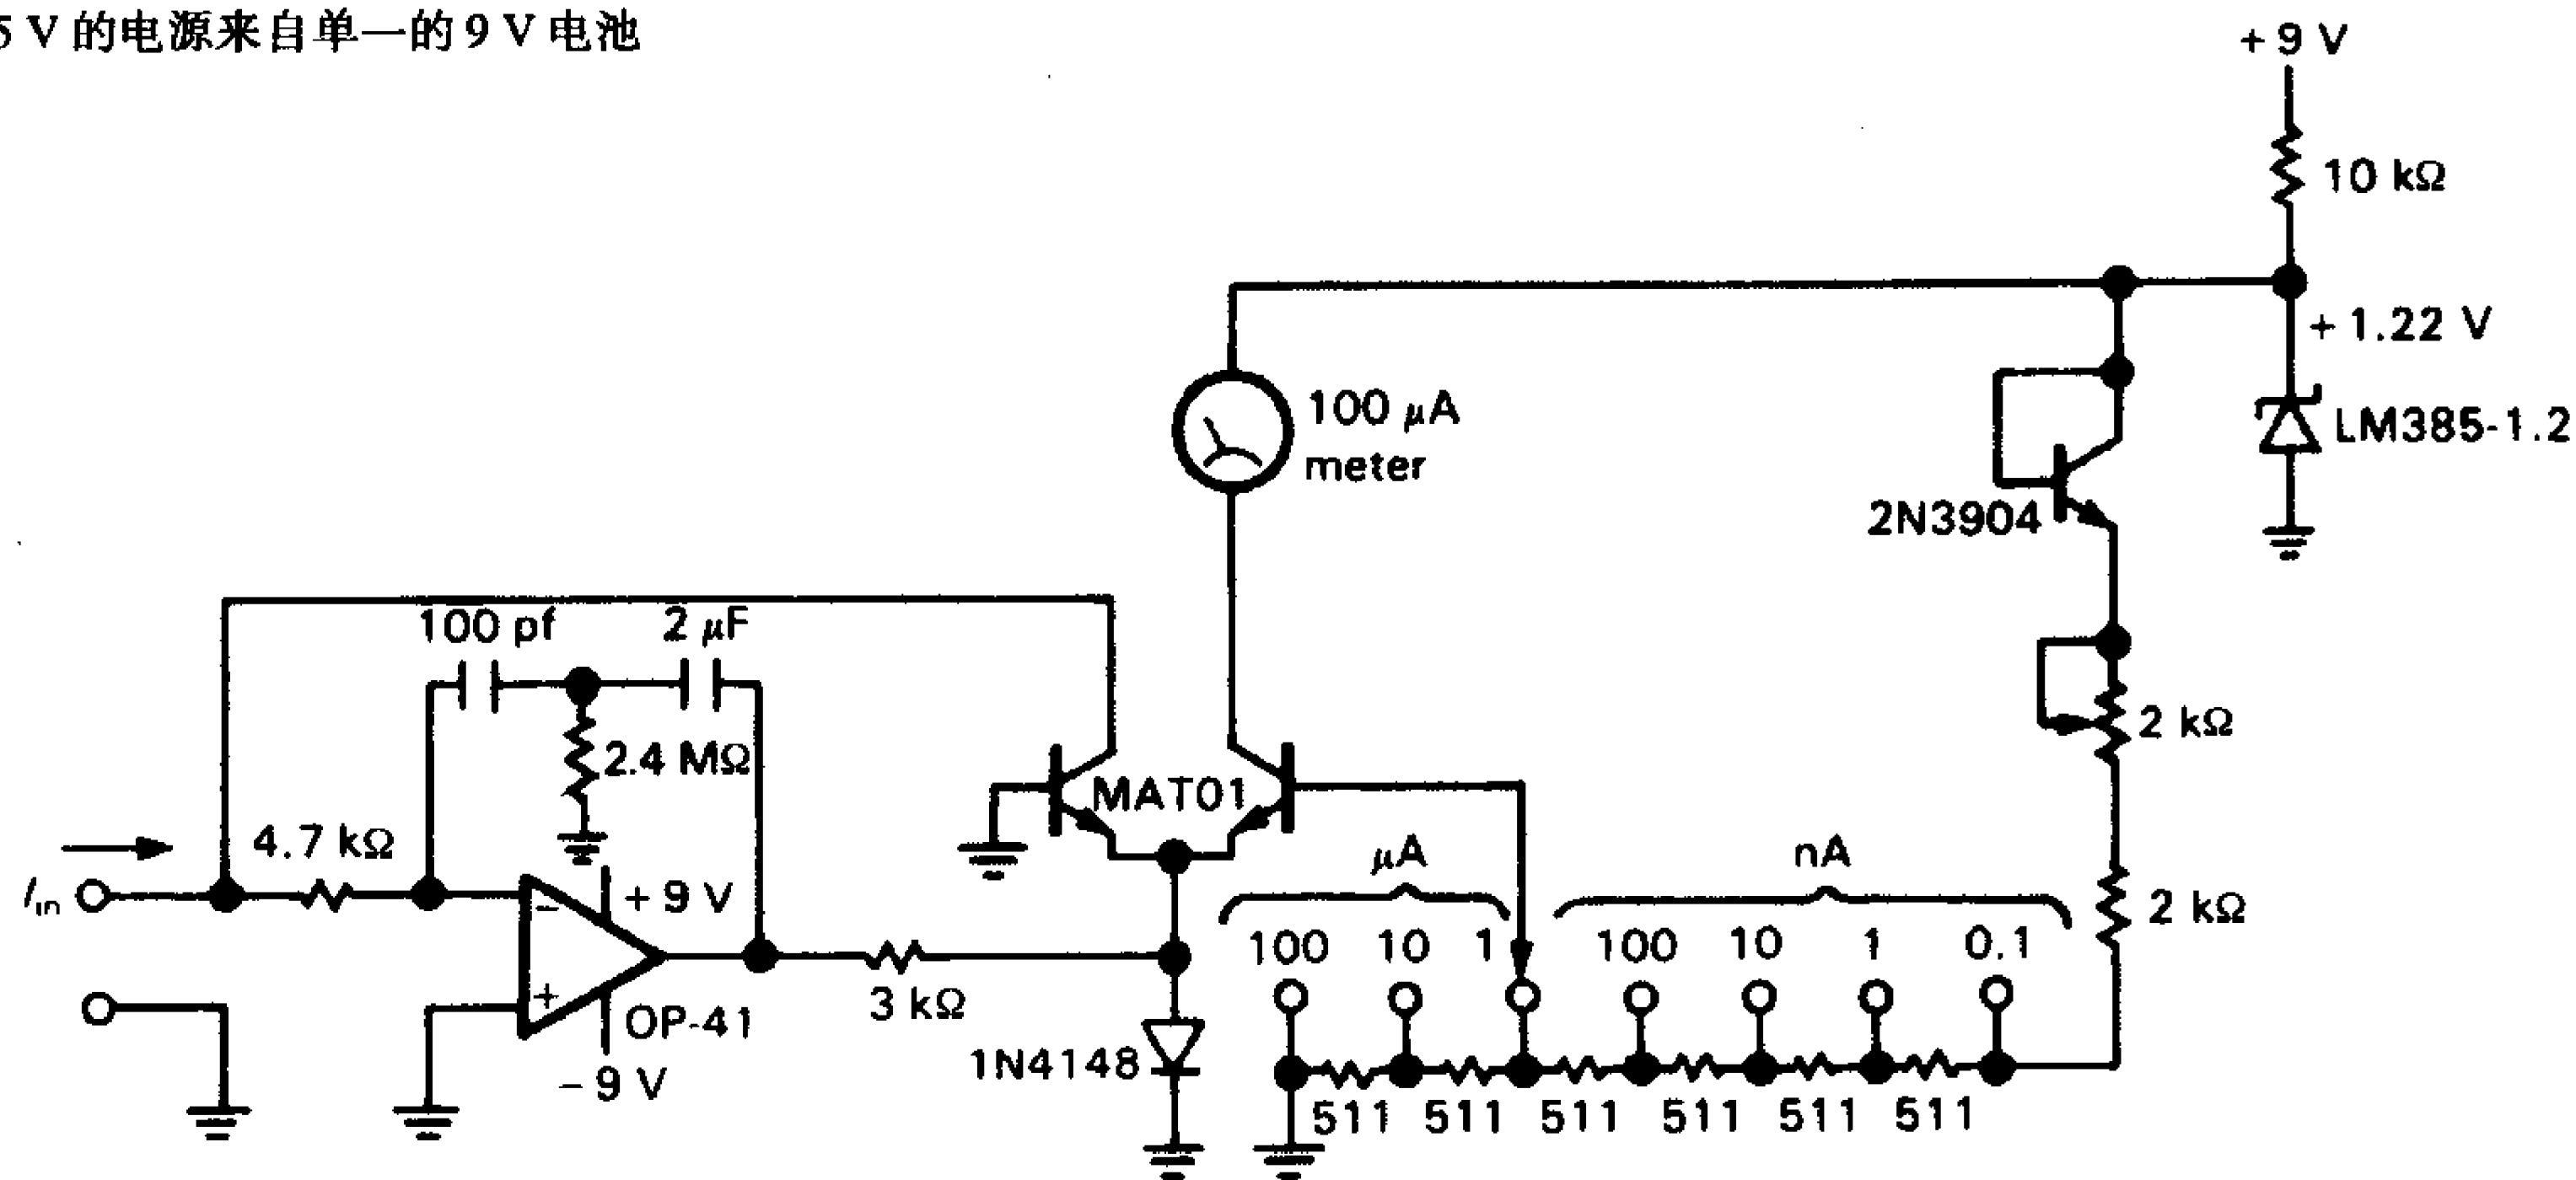 5 V的电源来自单一的9 V电池
+ 9 V
10 kΩ
+ 1.22 V
100 μA
meter
LM385-1.2
2N3904
100 pf
2 μF
2.4 MΩ
MAT01
2 kΩ
4.7 kΩ
μA
nA
Iin
+ 9 V
2 kΩ
100
10
1
100
10
1
0.1
−
+
OP-41
3 kΩ
1N4148
− 9 V
511
511
511
511
511
511